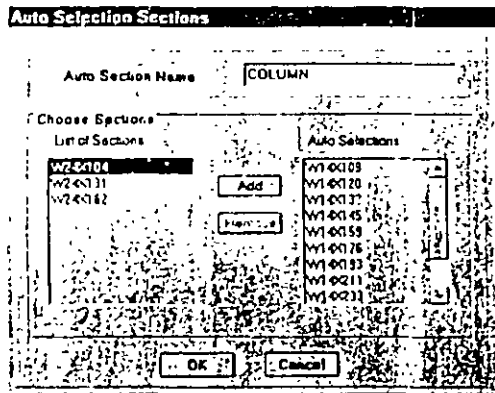 Auto Selection Sections
Auto Section Name
COLUMN
Choose Sections
List of Sections
Auto Selections
W24X104
W24X131
W24X162
Add
Remove
W14X109
W14X120
W14X132
W14X145
W14X159
W14X176
W14X193
W14X211
W14X233
OK
Cancel